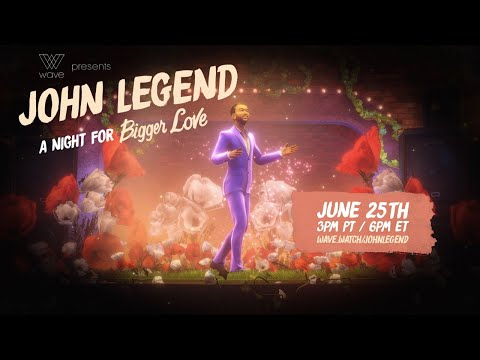 wave presents
JOHN LEGEND
A NIGHT FOR Bigger Love
JUNE 25TH
3PM PT / 6PM ET
WAVE.WATCH/JOHNLEGEND